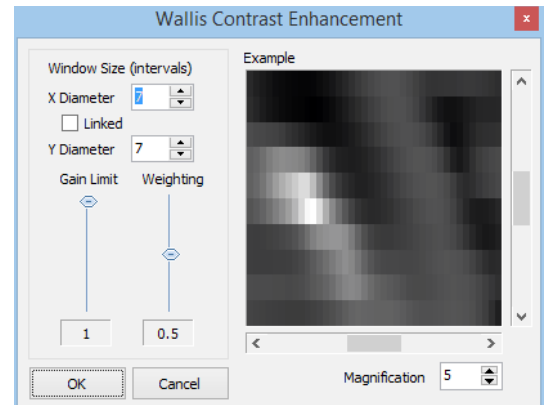 Wallis Contrast Enhancement
x
Window Size (intervals)
X Diameter 7
Linked
Y Diameter 7
Gain Limit Weighting
1 0.5
OK Cancel
Example
Magnification 5